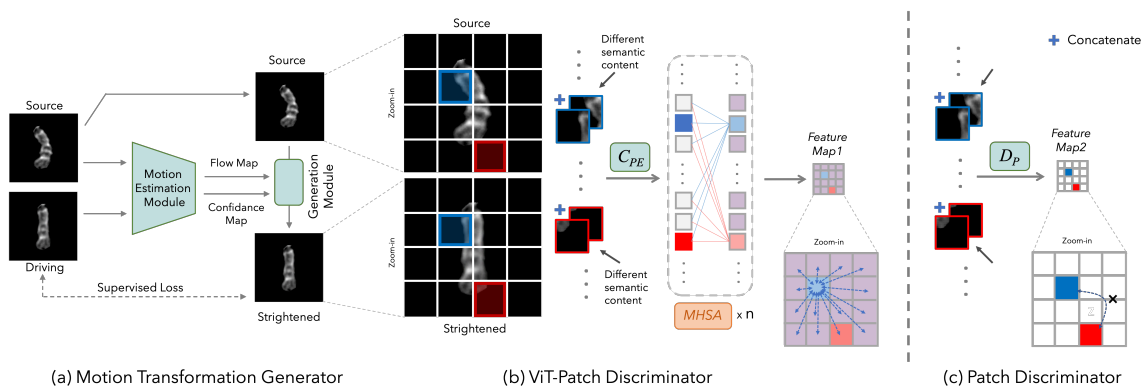 Source
Driving
Motion
Estimation
Module
Flow Map
Confidance
Map
Supervised Loss
Source
Generation
Module
Strightened
(a) Motion Transformation Generator
Source
Zoom-in
Zoom-in
Strightened
Different
semantic
content
C_PE
Different
semantic
content
MHSA x n
Feature
Map1
Zoom-in
(b) ViT-Patch Discriminator
Concatenate
D_P
Feature
Map2
Zoom-in
ℤ
(c) Patch Discriminator